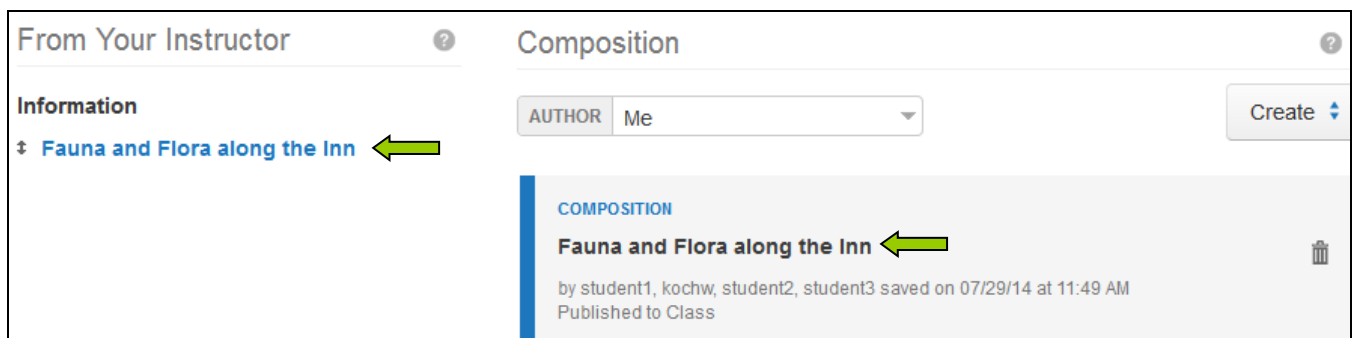 From Your Instructor ?
Information
Fauna and Flora along the Inn
Composition ?
AUTHOR Me
Create
COMPOSITION
Fauna and Flora along the Inn
by student1, kochw, student2, student3 saved on 07/29/14 at 11:49 AM
Published to Class